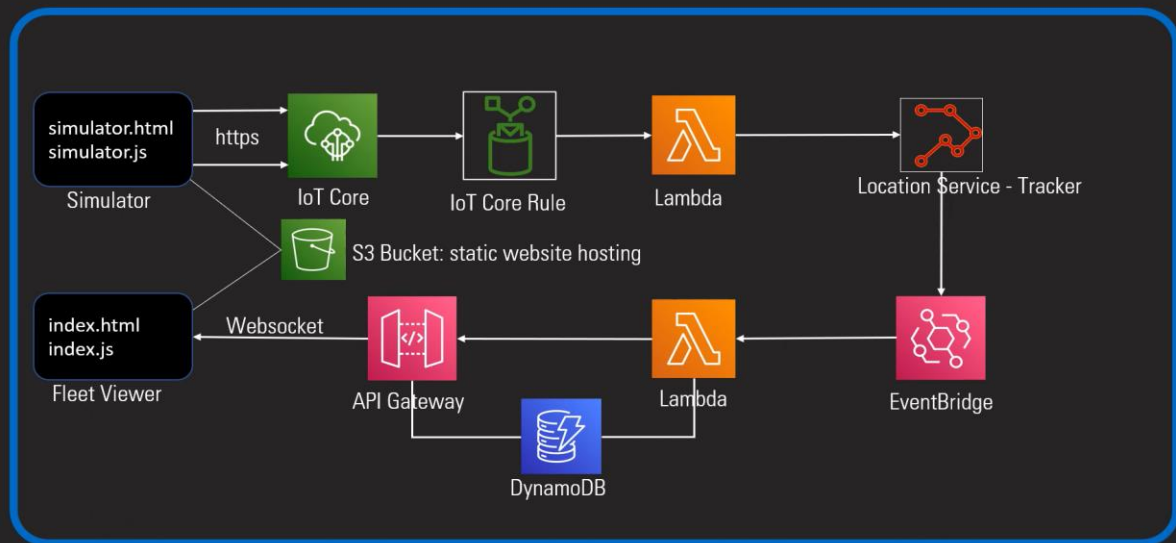 simulator.html
simulator.js
https
Simulator
IoT Core
IoT Core Rule
Lambda
Location Service - Tracker
S3 Bucket: static website hosting
index.html
index.js
Websocket
Fleet Viewer
</>
API Gateway
Lambda
EventBridge
DynamoDB